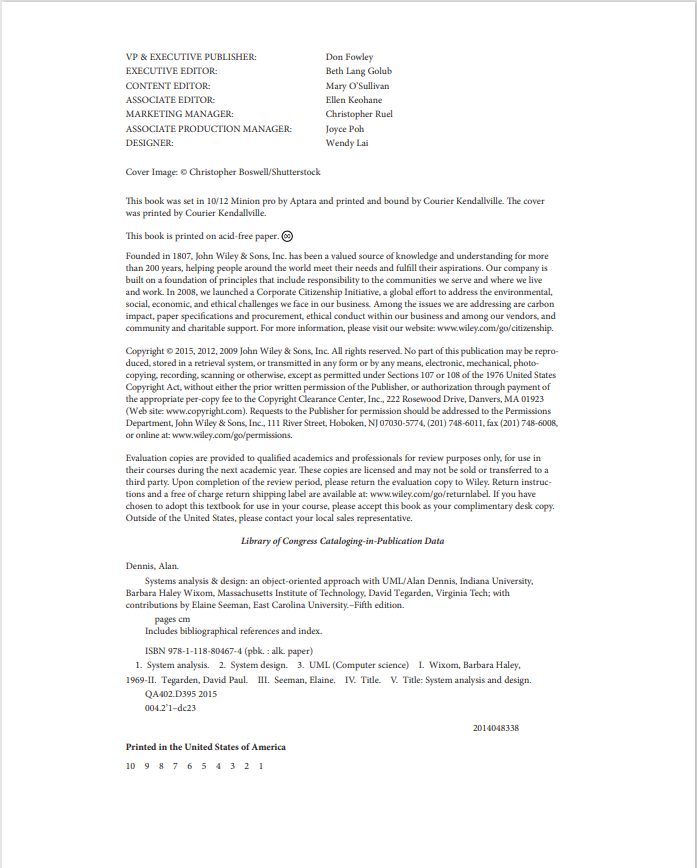 VP & EXECUTIVE PUBLISHER: Don Fowley
EXECUTIVE EDITOR: Beth Lang Golub
CONTENT EDITOR: Mary O'Sullivan
ASSOCIATE EDITOR: Ellen Keohane
MARKETING MANAGER: Christopher Ruel
ASSOCIATE PRODUCTION MANAGER: Joyce Poh
DESIGNER: Wendy Lai
Cover Image: © Christopher Boswell/Shutterstock
This book was set in 10/12 Minion pro by Aptara and printed and bound by Courier Kendallville. The cover
was printed by Courier Kendallville.
This book is printed on acid-free paper. ♾
Founded in 1807, John Wiley & Sons, Inc. has been a valued source of knowledge and understanding for more
than 200 years, helping people around the world meet their needs and fulfill their aspirations. Our company is
built on a foundation of principles that include responsibility to the communities we serve and where we live
and work. In 2008, we launched a Corporate Citizenship Initiative, a global effort to address the environmental,
social, economic, and ethical challenges we face in our business. Among the issues we are addressing are carbon
impact, paper specifications and procurement, ethical conduct within our business and among our vendors, and
community and charitable support. For more information, please visit our website: www.wiley.com/go/citizenship.
Copyright © 2015, 2012, 2009 John Wiley & Sons, Inc. All rights reserved. No part of this publication may be repro-
duced, stored in a retrieval system, or transmitted in any form or by any means, electronic, mechanical, photo-
copying, recording, scanning or otherwise, except as permitted under Sections 107 or 108 of the 1976 United States
Copyright Act, without either the prior written permission of the Publisher, or authorization through payment of
the appropriate per-copy fee to the Copyright Clearance Center, Inc., 222 Rosewood Drive, Danvers, MA 01923
(Web site: www.copyright.com). Requests to the Publisher for permission should be addressed to the Permissions
Department, John Wiley & Sons, Inc., 111 River Street, Hoboken, NJ 07030-5774, (201) 748-6011, fax (201) 748-6008,
or online at: www.wiley.com/go/permissions.
Evaluation copies are provided to qualified academics and professionals for review purposes only, for use in
their courses during the next academic year. These copies are licensed and may not be sold or transferred to a
third party. Upon completion of the review period, please return the evaluation copy to Wiley. Return instruc-
tions and a free of charge return shipping label are available at: www.wiley.com/go/returnlabel. If you have
chosen to adopt this textbook for use in your course, please accept this book as your complimentary desk copy.
Outside of the United States, please contact your local sales representative.
Library of Congress Cataloging-in-Publication Data
Dennis, Alan.
Systems analysis & design: an object-oriented approach with UML/Alan Dennis, Indiana University,
Barbara Haley Wixom, Massachusetts Institute of Technology, David Tegarden, Virginia Tech; with
contributions by Elaine Seeman, East Carolina University.–Fifth edition.
pages cm
Includes bibliographical references and index.
ISBN 978-1-118-80467-4 (pbk. : alk. paper)
1. System analysis. 2. System design. 3. UML (Computer science) I. Wixom, Barbara Haley,
1969-II. Tegarden, David Paul. III. Seeman, Elaine. IV. Title. V. Title: System analysis and design.
QA402.D395 2015
004.2'1–dc23
2014048338
Printed in the United States of America
10 9 8 7 6 5 4 3 2 1